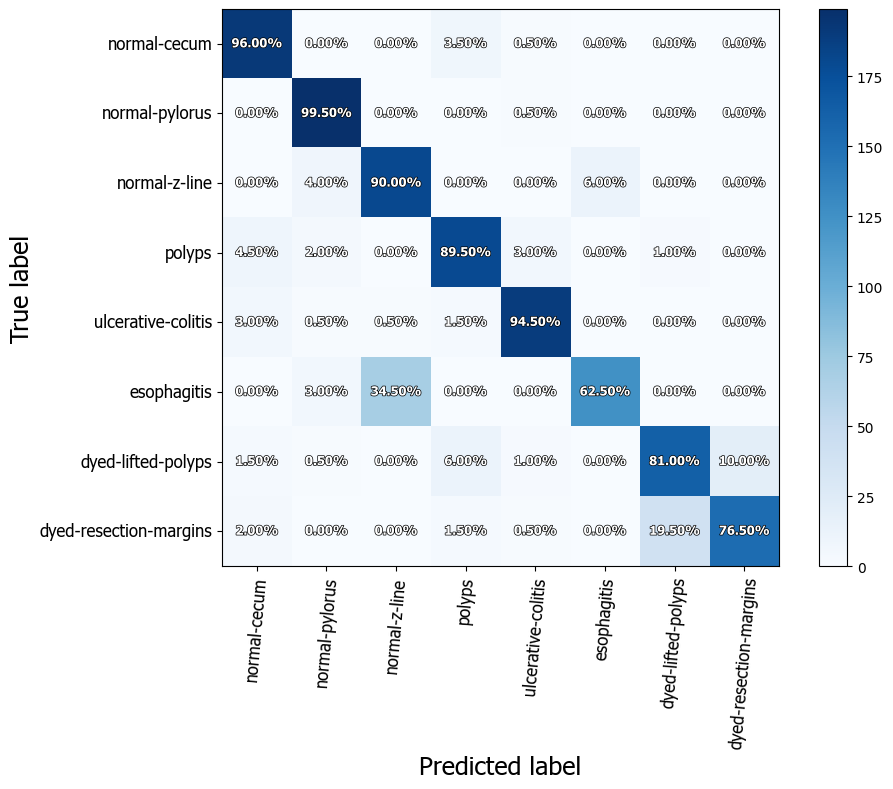 normal-cecum 96.00% 0.00% 0.00% 3.50% 0.50% 0.00% 0.00% 0.00%
normal-pylorus 0.00% 99.50% 0.00% 0.00% 0.50% 0.00% 0.00% 0.00%
normal-z-line 0.00% 4.00% 90.00% 0.00% 0.00% 6.00% 0.00% 0.00%
polyps 4.50% 2.00% 0.00% 89.50% 3.00% 0.00% 1.00% 0.00%
ulcerative-colitis 3.00% 0.50% 0.50% 1.50% 94.50% 0.00% 0.00% 0.00%
esophagitis 0.00% 3.00% 34.50% 0.00% 0.00% 62.50% 0.00% 0.00%
dyed-lifted-polyps 1.50% 0.50% 0.00% 6.00% 1.00% 0.00% 81.00% 10.00%
dyed-resection-margins 2.00% 0.00% 0.00% 1.50% 0.50% 0.00% 19.50% 76.50%
True label
normal-cecum
normal-pylorus
normal-z-line
polyps
ulcerative-colitis
esophagitis
dyed-lifted-polyps
dyed-resection-margins
Predicted label
175
150
125
100
75
50
25
0